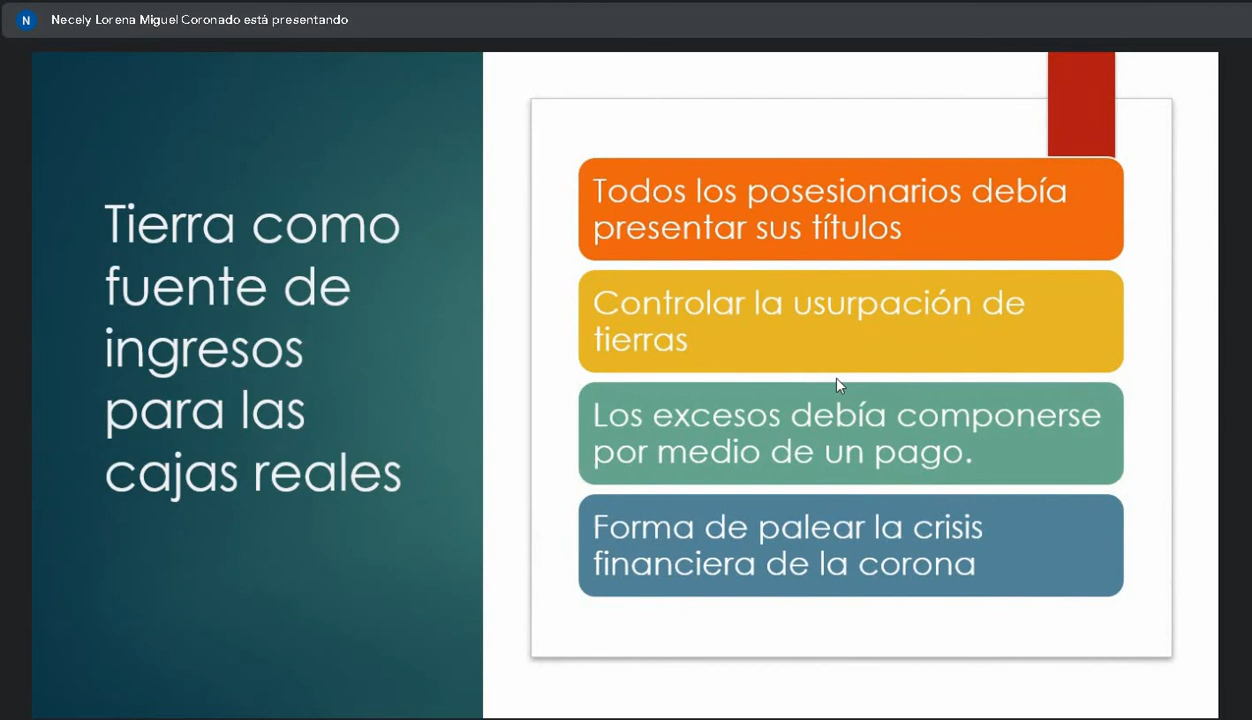 N
Necely Lorena Miguel Coronado está presentando
Tierra como
fuente de
ingresos
para las
cajas reales
Todos los posesionarios debía
presentar sus títulos
Controlar la usurpación de
tierras
Los excesos debía componerse
por medio de un pago.
Forma de palear la crisis
financiera de la corona